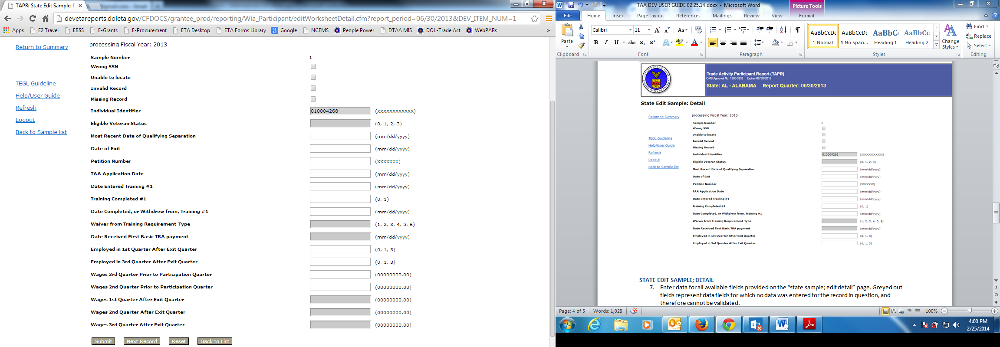 TAPR: State Edit Sample: D
devetareports.doleta.gov/CFDOCS/grantee_prod/reporting/Wia_Participant/editWorksheetDetail.cfm?report_period=06/30/2013&DEV_ITEM_NUM=1
Apps E2 Travel EBSS E-Grants E-Procurement ETA Desktop ETA Forms Library Google NCFMS People Power DTAA MIS DOL-Trade Act WebPARs »
Return to Summary
TEGL Guideline
Help/User Guide
Refresh
Logout
Back to Sample list
processing Fiscal Year: 2013
Sample Number 1
Wrong SSN
Unable to locate
Invalid Record
Missing Record
Individual Identifier 010004268 (XXXXXXXXXXXX)
Eligible Veteran Status (0, 1, 2, 3)
Most Recent Date of Qualifying Separation (mm/dd/yyyy)
Date of Exit (mm/dd/yyyy)
Petition Number (XXXXXXX)
TAA Application Date (mm/dd/yyyy)
Date Entered Training #1 (mm/dd/yyyy)
Training Completed #1 (0, 1)
Date Completed, or Withdrew from, Training #1 (mm/dd/yyyy)
Waiver from Training Requirement-Type (1, 2, 3, 4, 5, 6)
Date Received First Basic TRA payment (mm/dd/yyyy)
Employed in 1st Quarter After Exit Quarter (0, 1, 3)
Employed in 3rd Quarter After Exit Quarter (0, 1, 3)
Wages 3rd Quarter Prior to Participation Quarter (00000000.00)
Wages 2nd Quarter Prior to Participation Quarter (00000000.00)
Wages 1st Quarter After Exit Quarter (00000000.00)
Wages 2nd Quarter After Exit Quarter (00000000.00)
Wages 3rd Quarter After Exit Quarter (00000000.00)
Submit Next Record Reset Back to List
TAA DEV USER GUIDE 02.25.14.docx - Microsoft Word Picture Tools
File Home Insert Page Layout References Mailings Review View Format
Paste Calibri 11 Aa
B I U abc x₂ x² A ab A
AaBbCcDc AaBbCcDc AaBbC AaBbCc
¶ Normal ¶ No Spaci... Heading 1 Heading 2
Change Styles
Find
Replace
Select
Clipboard Font Paragraph Styles Editing
Trade Activity Participant Report (TAPR)
OMB Approval No. 1205-0392 Expires 06/30/2016
State: AL - ALABAMA Report Quarter: 06/30/2013
State Edit Sample: Detail
Return to Summary
TEGL Guideline
Help/User Guide
Refresh
Logout
Back to Sample list
processing Fiscal Year: 2013
Sample Number 1
Wrong SSN
Unable to locate
Invalid Record
Missing Record
Individual Identifier 010004268 (XXXXXXXXXXXX)
Eligible Veteran Status (0, 1, 2, 3)
Most Recent Date of Qualifying Separation (mm/dd/yyyy)
Date of Exit (mm/dd/yyyy)
Petition Number (XXXXXXX)
TAA Application Date (mm/dd/yyyy)
Date Entered Training #1 (mm/dd/yyyy)
Training Completed #1 (0, 1)
Date Completed, or Withdrew from, Training #1 (mm/dd/yyyy)
Waiver from Training Requirement-Type (1, 2, 3, 4, 5, 6)
Date Received First Basic TRA payment (mm/dd/yyyy)
Employed in 1st Quarter After Exit Quarter (0, 1, 3)
Employed in 3rd Quarter After Exit Quarter (0, 1, 3)
STATE EDIT SAMPLE; DETAIL
7. Enter data for all available fields provided on the “state sample; edit detail” page. Greyed out
fields represent data fields for which no data was entered for the record in question, and
therefore cannot be validated.
Page: 4 of 5 Words: 1,028 100%
4:00 PM
2/25/2014